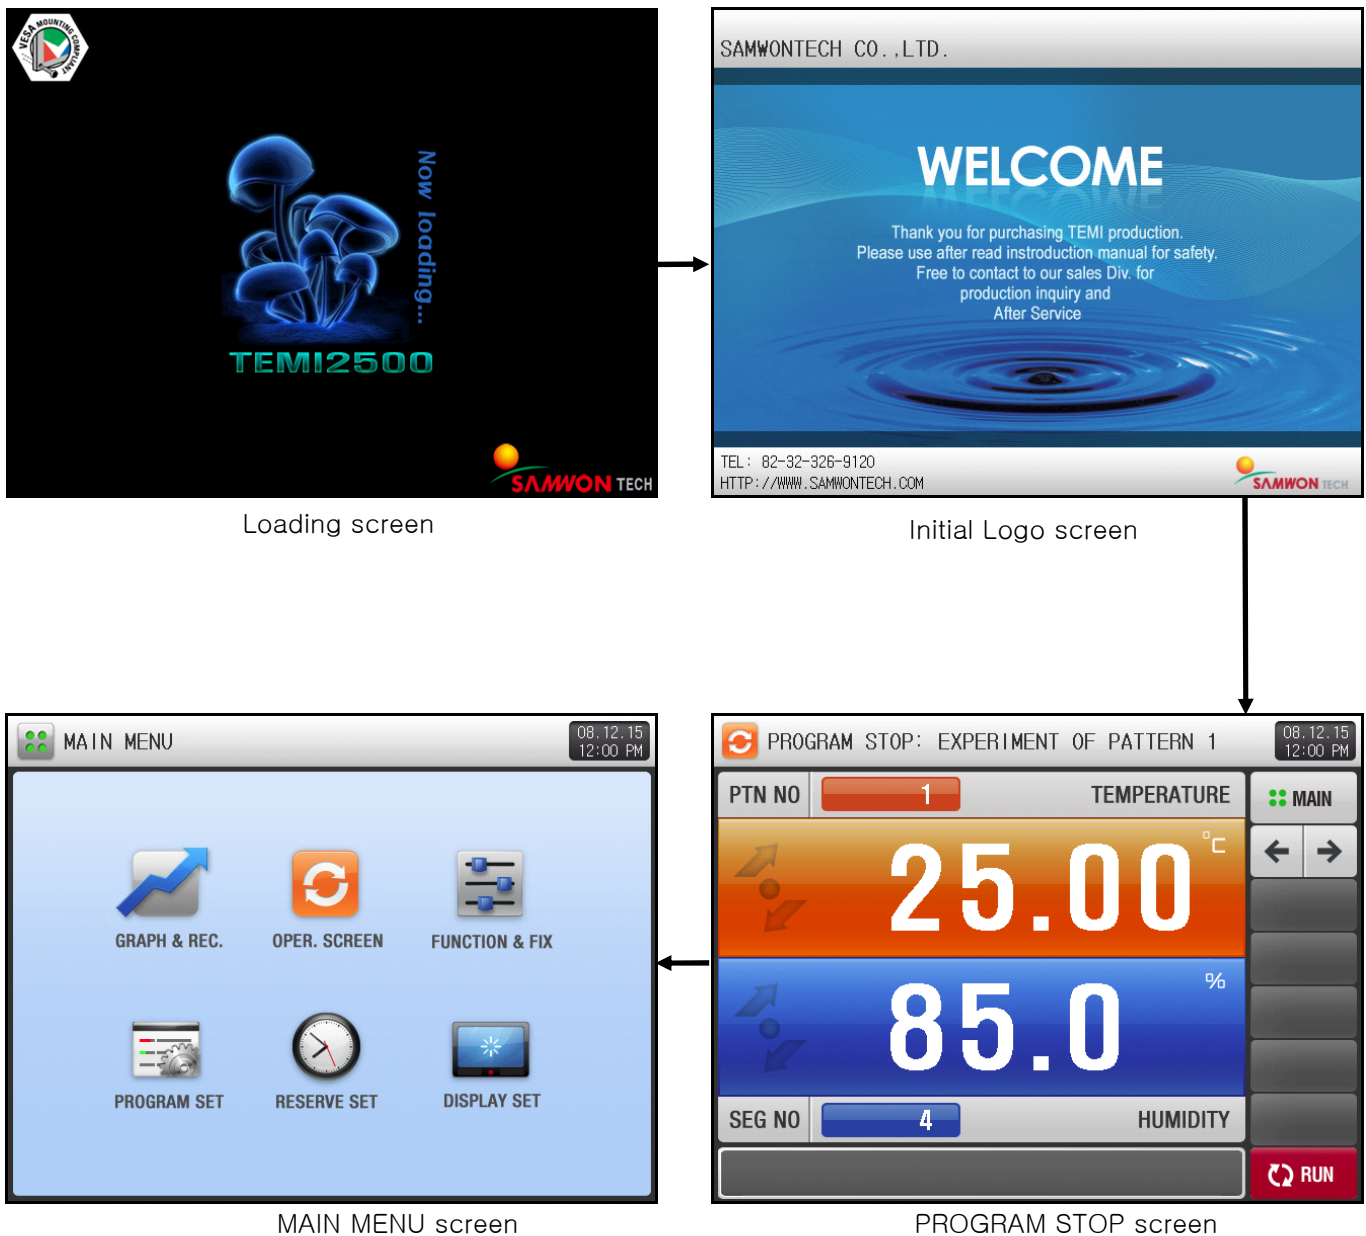 VESA MOUNTING COMPLIANT
Now loading...
TEMI2500
SAMWON TECH
Loading screen
SAMWONTECH CO.,LTD.
WELCOME
Thank you for purchasing TEMI production.
Please use after read instroduction manual for safety.
Free to contact to our sales Div. for
production inquiry and
After Service
TEL: 82-32-326-9120
HTTP://WWW.SAMWONTECH.COM
SAMWON TECH
Initial Logo screen
MAIN MENU
08.12.15
12:00 PM
GRAPH & REC.
OPER. SCREEN
FUNCTION & FIX
PROGRAM SET
RESERVE SET
DISPLAY SET
MAIN MENU screen
PROGRAM STOP: EXPERIMENT OF PATTERN 1
08.12.15
12:00 PM
PTN NO 1 TEMPERATURE
MAIN
25.00 °C
85.0 %
SEG NO 4 HUMIDITY
RUN
PROGRAM STOP screen